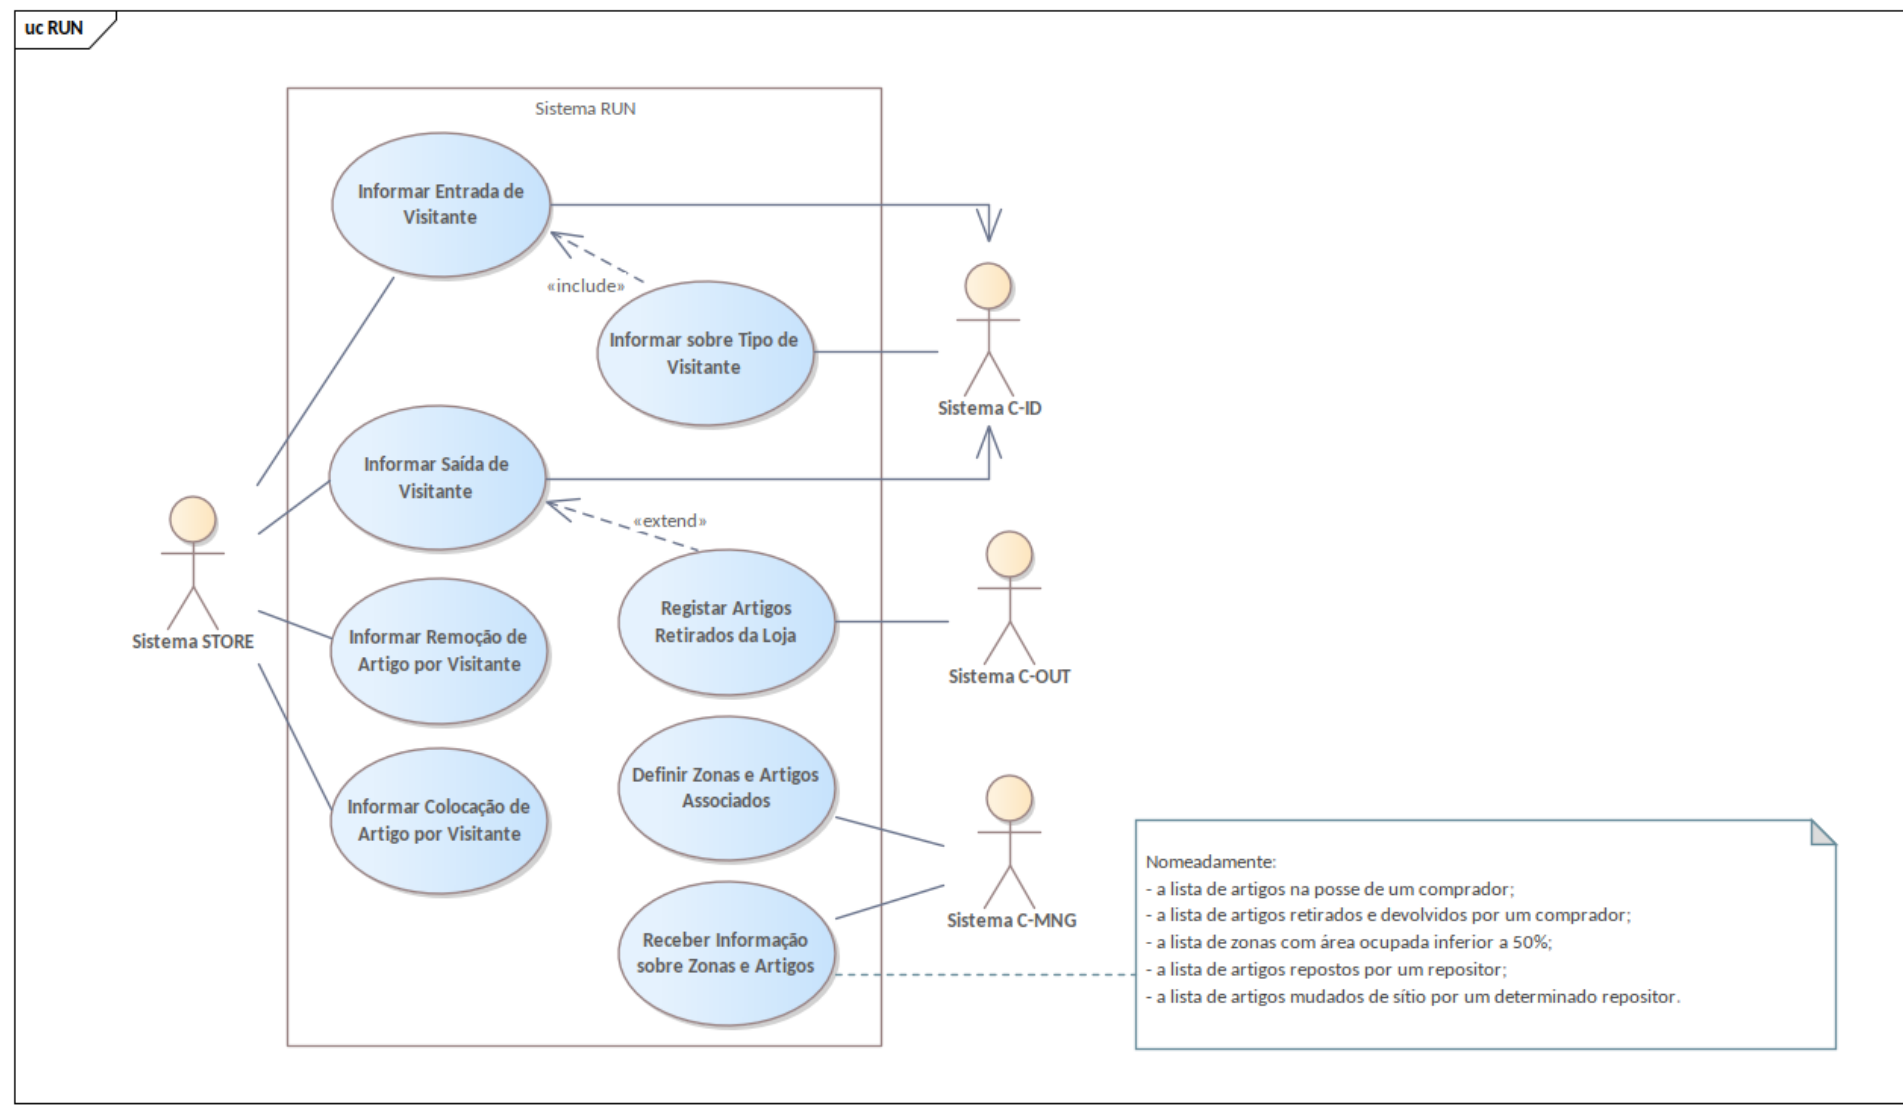 uc RUN
Sistema RUN
Informar Entrada de
Visitante
«include»
Informar sobre Tipo de
Visitante
Sistema C-ID
Informar Saída de
Visitante
«extend»
Sistema STORE
Registar Artigos
Retirados da Loja
Sistema C-OUT
Informar Remoção de
Artigo por Visitante
Definir Zonas e Artigos
Associados
Informar Colocação de
Artigo por Visitante
Sistema C-MNG
Receber Informação
sobre Zonas e Artigos
Nomeadamente:
- a lista de artigos na posse de um comprador;
- a lista de artigos retirados e devolvidos por um comprador;
- a lista de zonas com área ocupada inferior a 50%;
- a lista de artigos repostos por um repositor;
- a lista de artigos mudados de sítio por um determinado repositor.